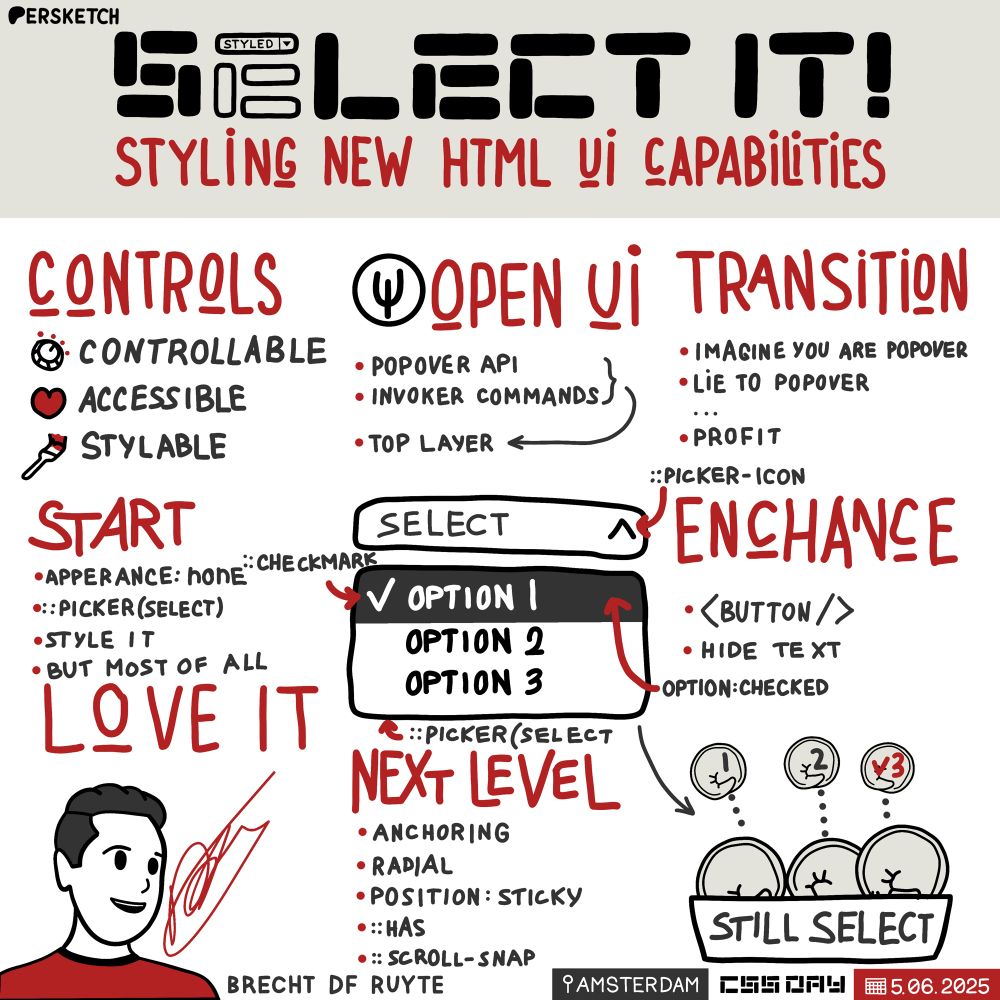 PERSKETCH
SELECT IT!
STYLED
STYLING NEW HTML UI CAPABILITIES
CONTROLS
CONTROLLABLE
ACCESSIBLE
STYLABLE
OPEN UI
• POPOVER API
• INVOKER COMMANDS
• TOP LAYER
TRANSITION
• IMAGINE YOU ARE POPOVER
• LIE TO POPOVER
...
• PROFIT
START
• APPERANCE: NONE
• ::PICKER(SELECT)
• STYLE IT
• BUT MOST OF ALL
LOVE IT
::PICKER-ICON
SELECT
::CHECKMARK
✓ OPTION 1
OPTION 2
OPTION 3
OPTION:CHECKED
::PICKER(SELECT
ENCHANCE
• <BUTTON/>
• HIDE TEXT
NEXT LEVEL
• ANCHORING
• RADIAL
• POSITION: STICKY
• ::HAS
• ::SCROLL-SNAP
1
2
v3
STILL SELECT
BRECHT DF RUYTE
AMSTERDAM
CSS DAY
5.06.2025